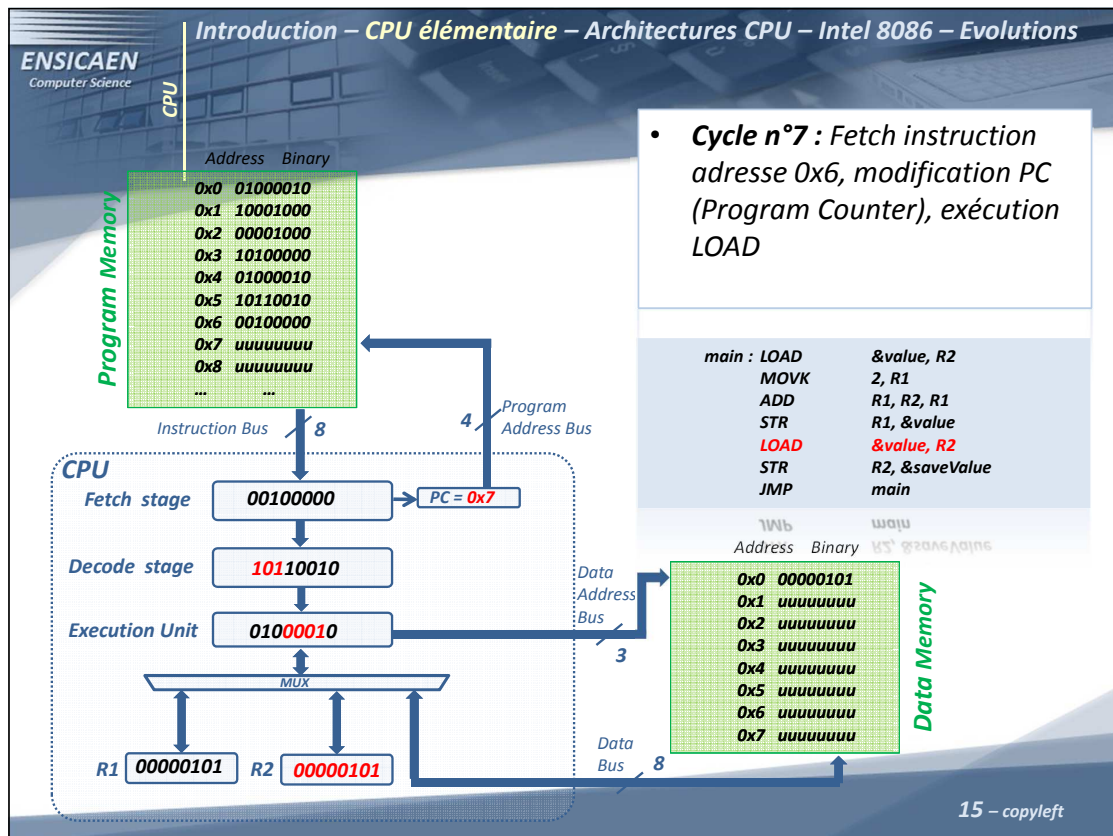 Introduction – CPU élémentaire – Architectures CPU – Intel 8086 – Evolutions
ENSICAEN
Computer Science
CPU
• Cycle n°7 : Fetch instruction
adresse 0x6, modification PC
(Program Counter), exécution
LOAD
Address Binary
Program Memory
0x0 01000010
0x1 10001000
0x2 00001000
0x3 10100000
0x4 01000010
0x5 10110010
0x6 00100000
0x7 uuuuuuuu
0x8 uuuuuuuu
... ...
Instruction Bus
8
4
Program
Address Bus
main : LOAD &value, R2
MOVK 2, R1
ADD R1, R2, R1
STR R1, &value
LOAD &value, R2
STR R2, &saveValue
JMP main
JMP main
R2, &saveValue
CPU
Fetch stage
00100000
PC = 0x7
Decode stage
10110010
Execution Unit
01000010
Data
Address
Bus
3
MUX
R1 00000101
R2 00000101
Data
Bus
8
Address Binary
0x0 00000101
0x1 uuuuuuuu
0x2 uuuuuuuu
0x3 uuuuuuuu
0x4 uuuuuuuu
0x5 uuuuuuuu
0x6 uuuuuuuu
0x7 uuuuuuuu
Data Memory
15 – copyleft